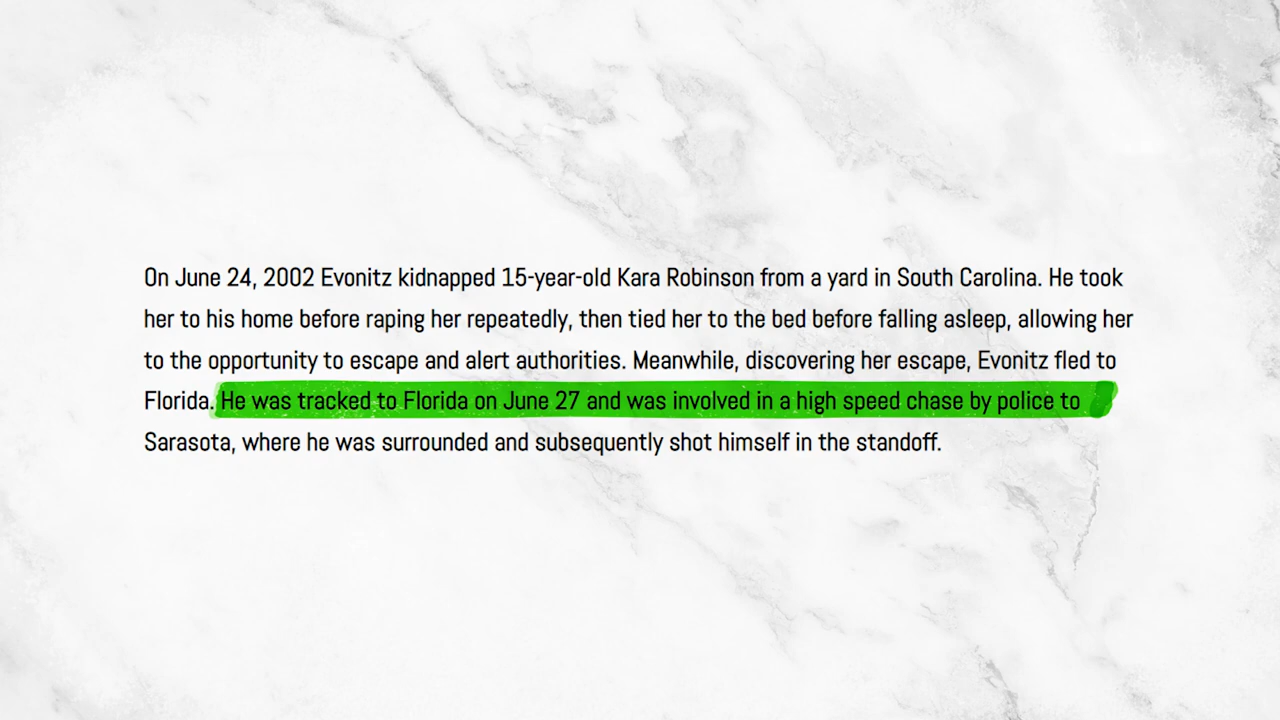 On June 24, 2002 Evonitz kidnapped 15-year-old Kara Robinson from a yard in South Carolina. He took
her to his home before raping her repeatedly, then tied her to the bed before falling asleep, allowing her
to the opportunity to escape and alert authorities. Meanwhile, discovering her escape, Evonitz fled to
Florida. He was tracked to Florida on June 27 and was involved in a high speed chase by police to
Sarasota, where he was surrounded and subsequently shot himself in the standoff.